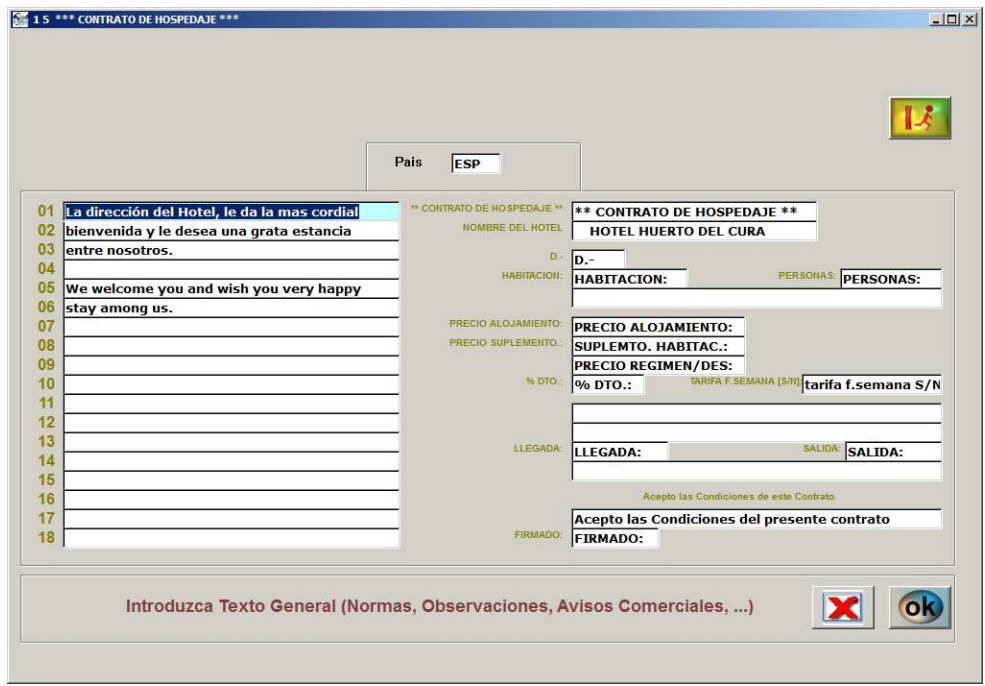 1 5 *** CONTRATO DE HOSPEDAJE ***
Pais ESP
01 La dirección del Hotel, le da la mas cordial
02 bienvenida y le desea una grata estancia
03 entre nosotros.
04
05 We welcome you and wish you very happy
06 stay among us.
07
08
09
10
11
12
13
14
15
16
17
18
** CONTRATO DE HOSPEDAJE ** ** CONTRATO DE HOSPEDAJE **
NOMBRE DEL HOTEL HOTEL HUERTO DEL CURA
D.- D.-
HABITACION: HABITACION: PERSONAS: PERSONAS:
PRECIO ALOJAMIENTO: PRECIO ALOJAMIENTO:
PRECIO SUPLEMENTO.: SUPLEMTO. HABITAC.:
PRECIO REGIMEN/DES:
% DTO.: % DTO.: TARIFA F.SEMANA [S/N]: tarifa f.semana S/N
LLEGADA: LLEGADA: SALIDA: SALIDA:
Acepto las Condiciones de este Contrato.
Acepto las Condiciones del presente contrato
FIRMADO: FIRMADO:
Introduzca Texto General (Normas, Observaciones, Avisos Comerciales, ...)
ok